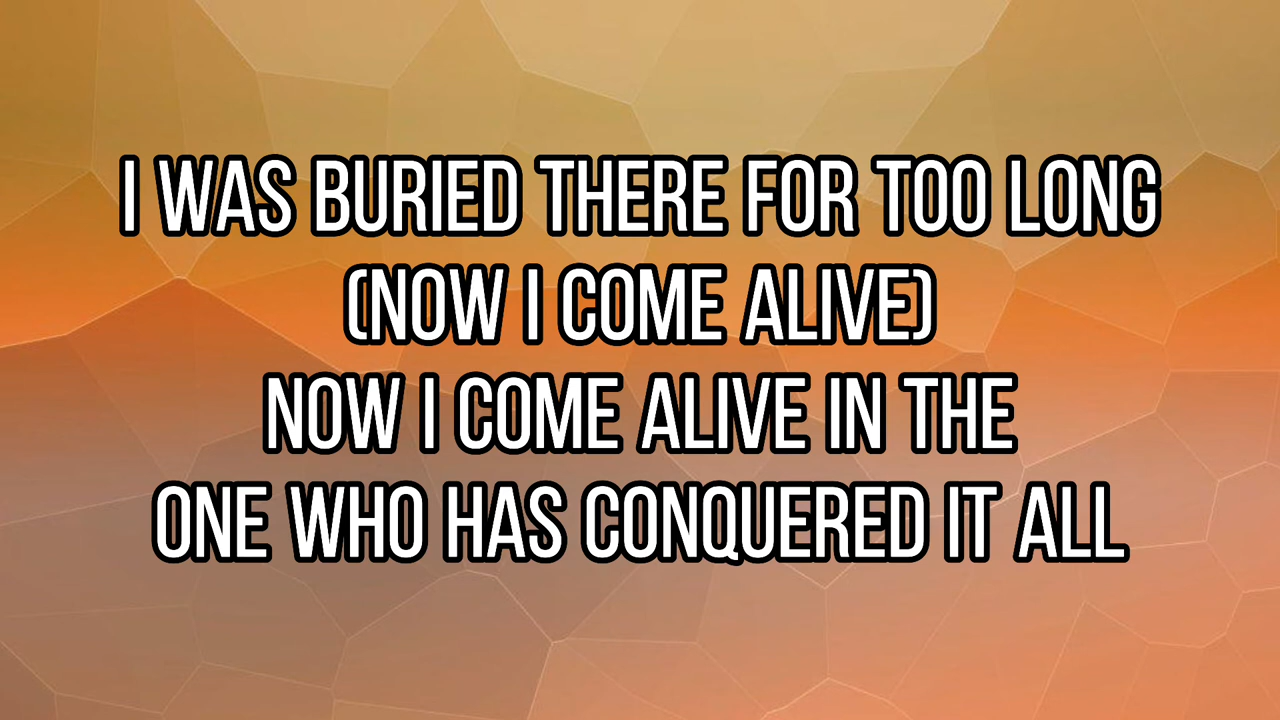 I WAS BURIED THERE FOR TOO LONG
(NOW I COME ALIVE)
NOW I COME ALIVE IN THE
ONE WHO HAS CONQUERED IT ALL